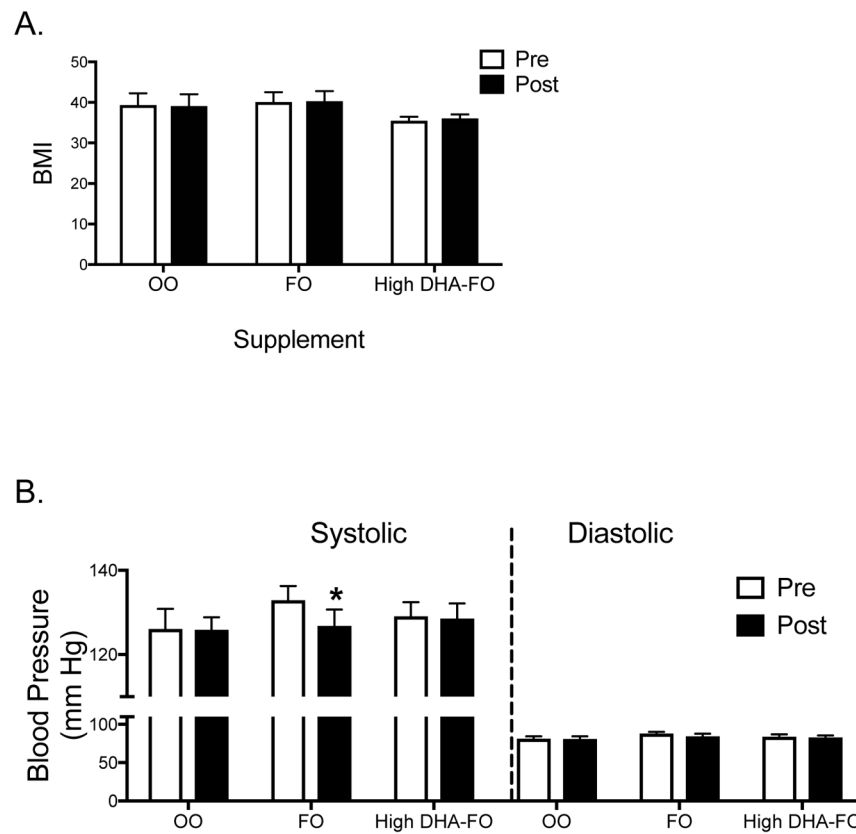 A.
50
40
30
20
10
0
BMI
Pre
Post
OO FO High DHA-FO
Supplement
B.
Systolic Diastolic
140
120
100
50
0
Blood Pressure
(mm Hg)
*
Pre
Post
OO FO High DHA-FO OO FO High DHA-FO